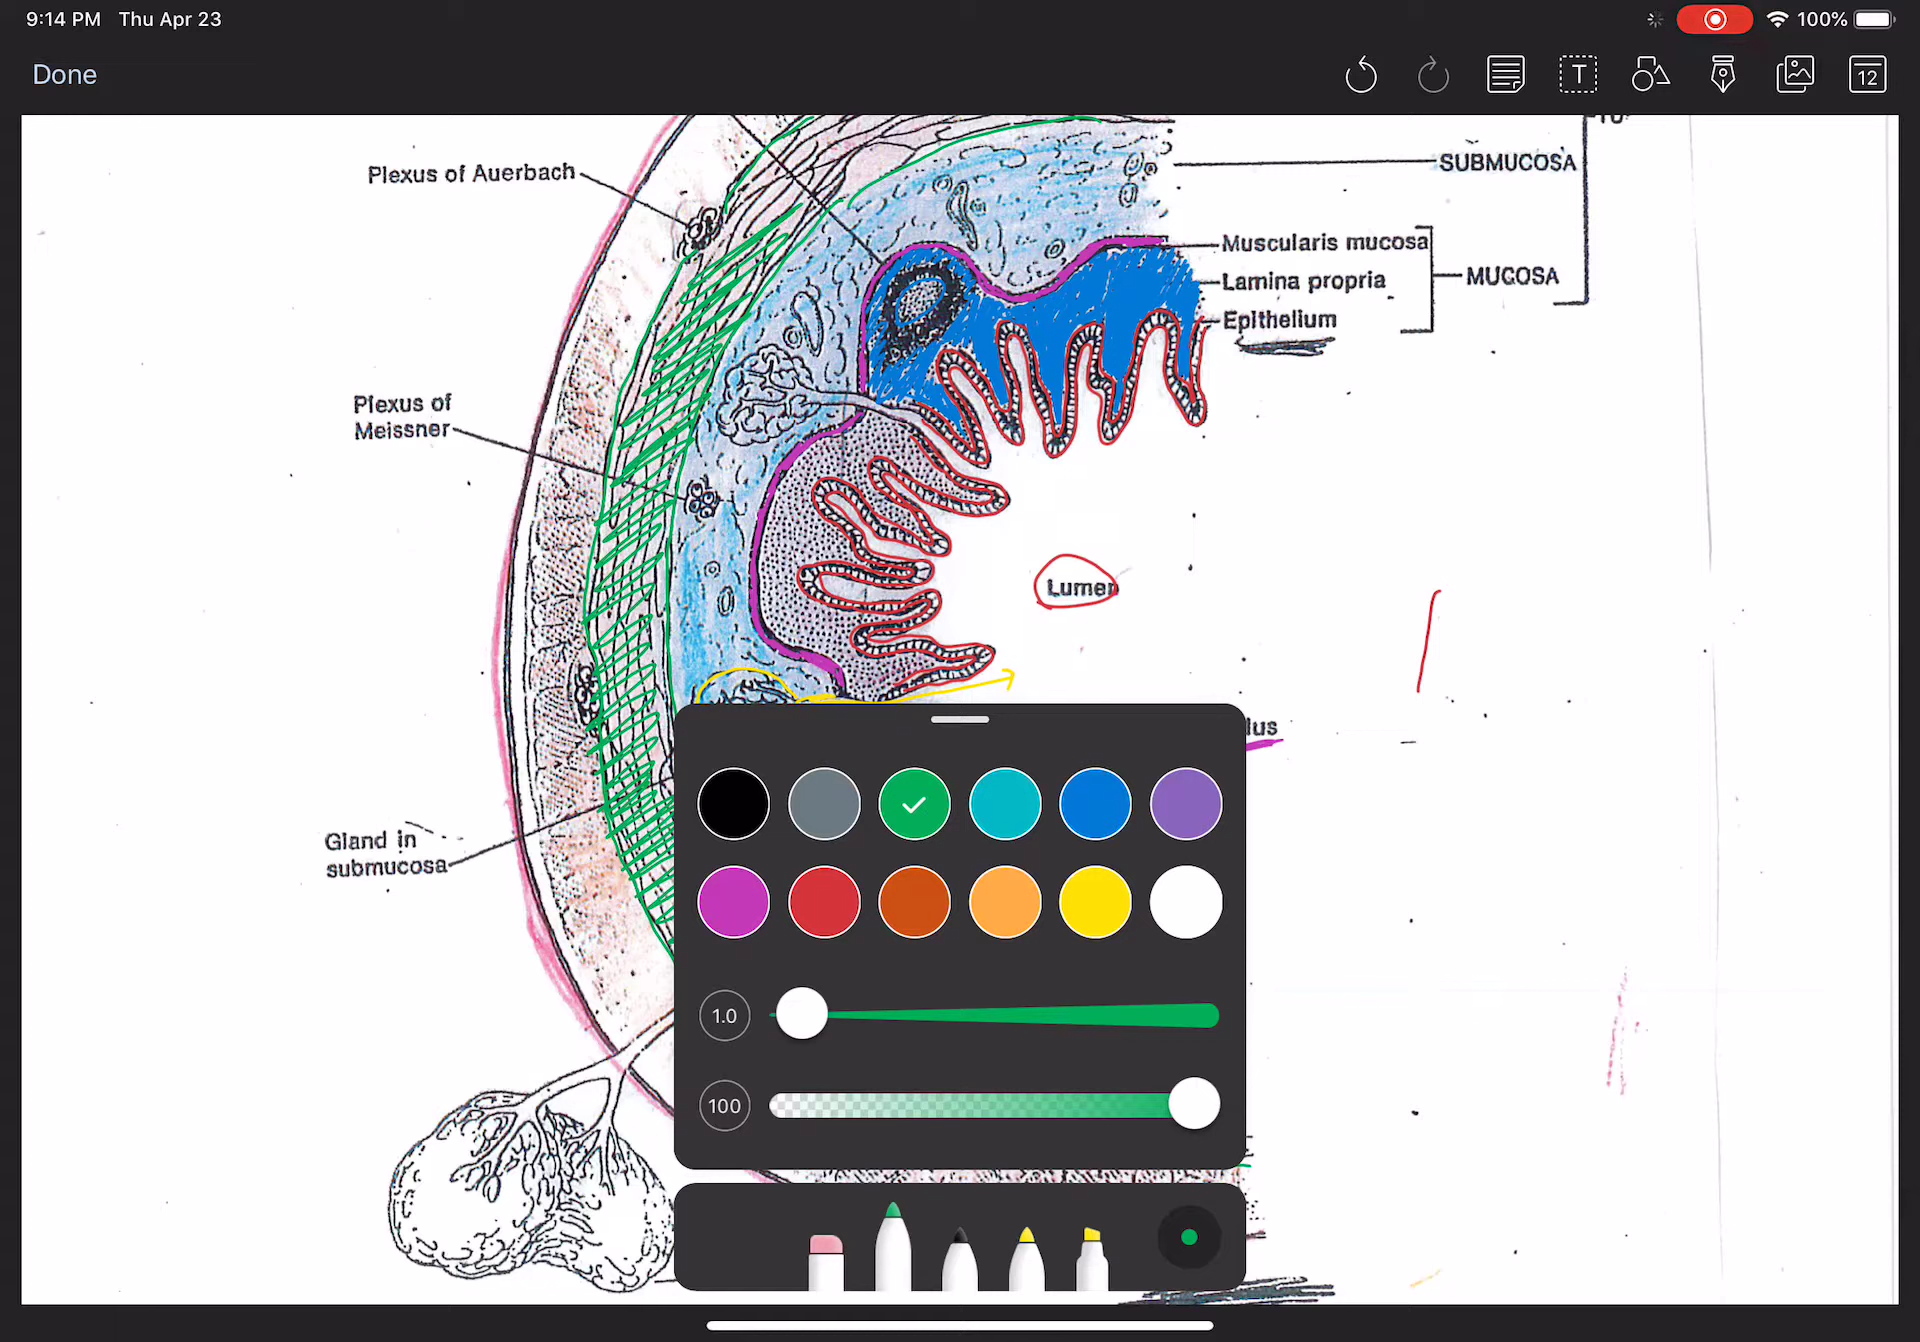 9:14 PM Thu Apr 23
100%
Done
T
12
Plexus of Auerbach
SUBMUCOSA
Muscularis mucosa
Lamina propria
MUCOSA
Epithelium
Plexus of
Meissner
Lumen
lus
Gland in
submucosa
1.0
100